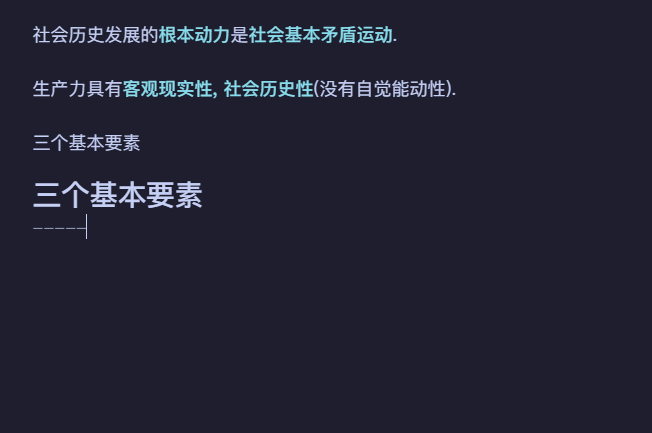 社会历史发展的根本动力是社会基本矛盾运动.
生产力具有客观现实性, 社会历史性(没有自觉能动性).
三个基本要素
三个基本要素
-----